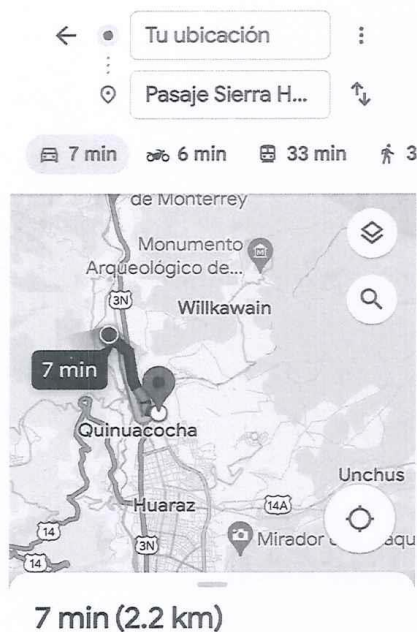 Tu ubicación
Pasaje Sierra H...
7 min
6 min
33 min
3
de Monterrey
Monumento
Arqueológico de...
3N
Willkawain
7 min
Quinuacocha
Unchus
Huaraz
14A
14
3N
Mirador
14
7 min (2.2 km)